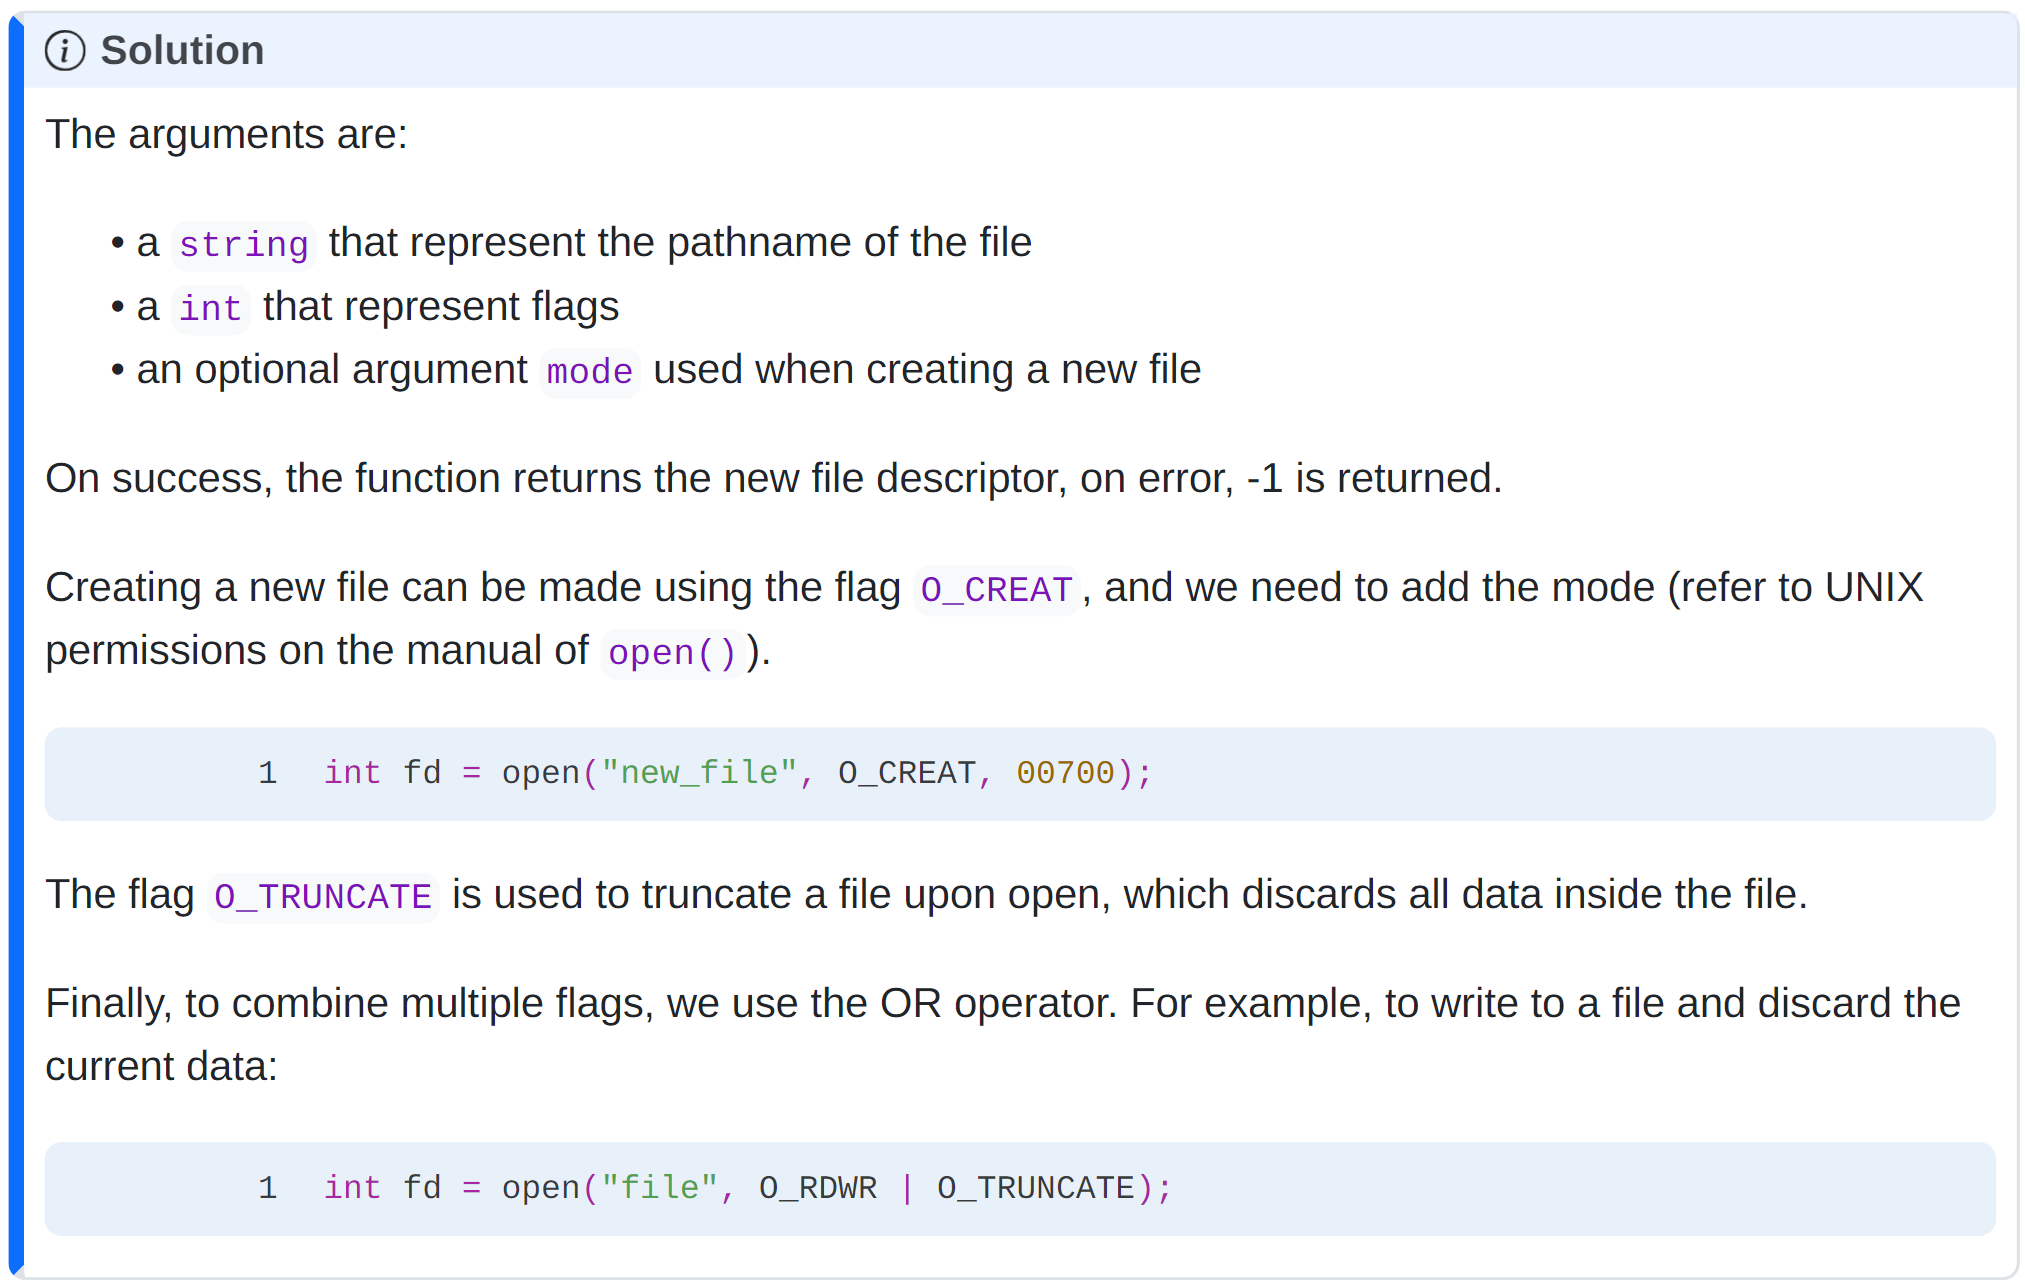 Solution
The arguments are:
• a string that represent the pathname of the file
• a int that represent flags
• an optional argument mode used when creating a new file
On success, the function returns the new file descriptor, on error, -1 is returned.
Creating a new file can be made using the flag O_CREAT, and we need to add the mode (refer to UNIX
permissions on the manual of open()).
1 int fd = open("new_file", O_CREAT, 00700);
The flag O_TRUNCATE is used to truncate a file upon open, which discards all data inside the file.
Finally, to combine multiple flags, we use the OR operator. For example, to write to a file and discard the
current data:
1 int fd = open("file", O_RDWR | O_TRUNCATE);